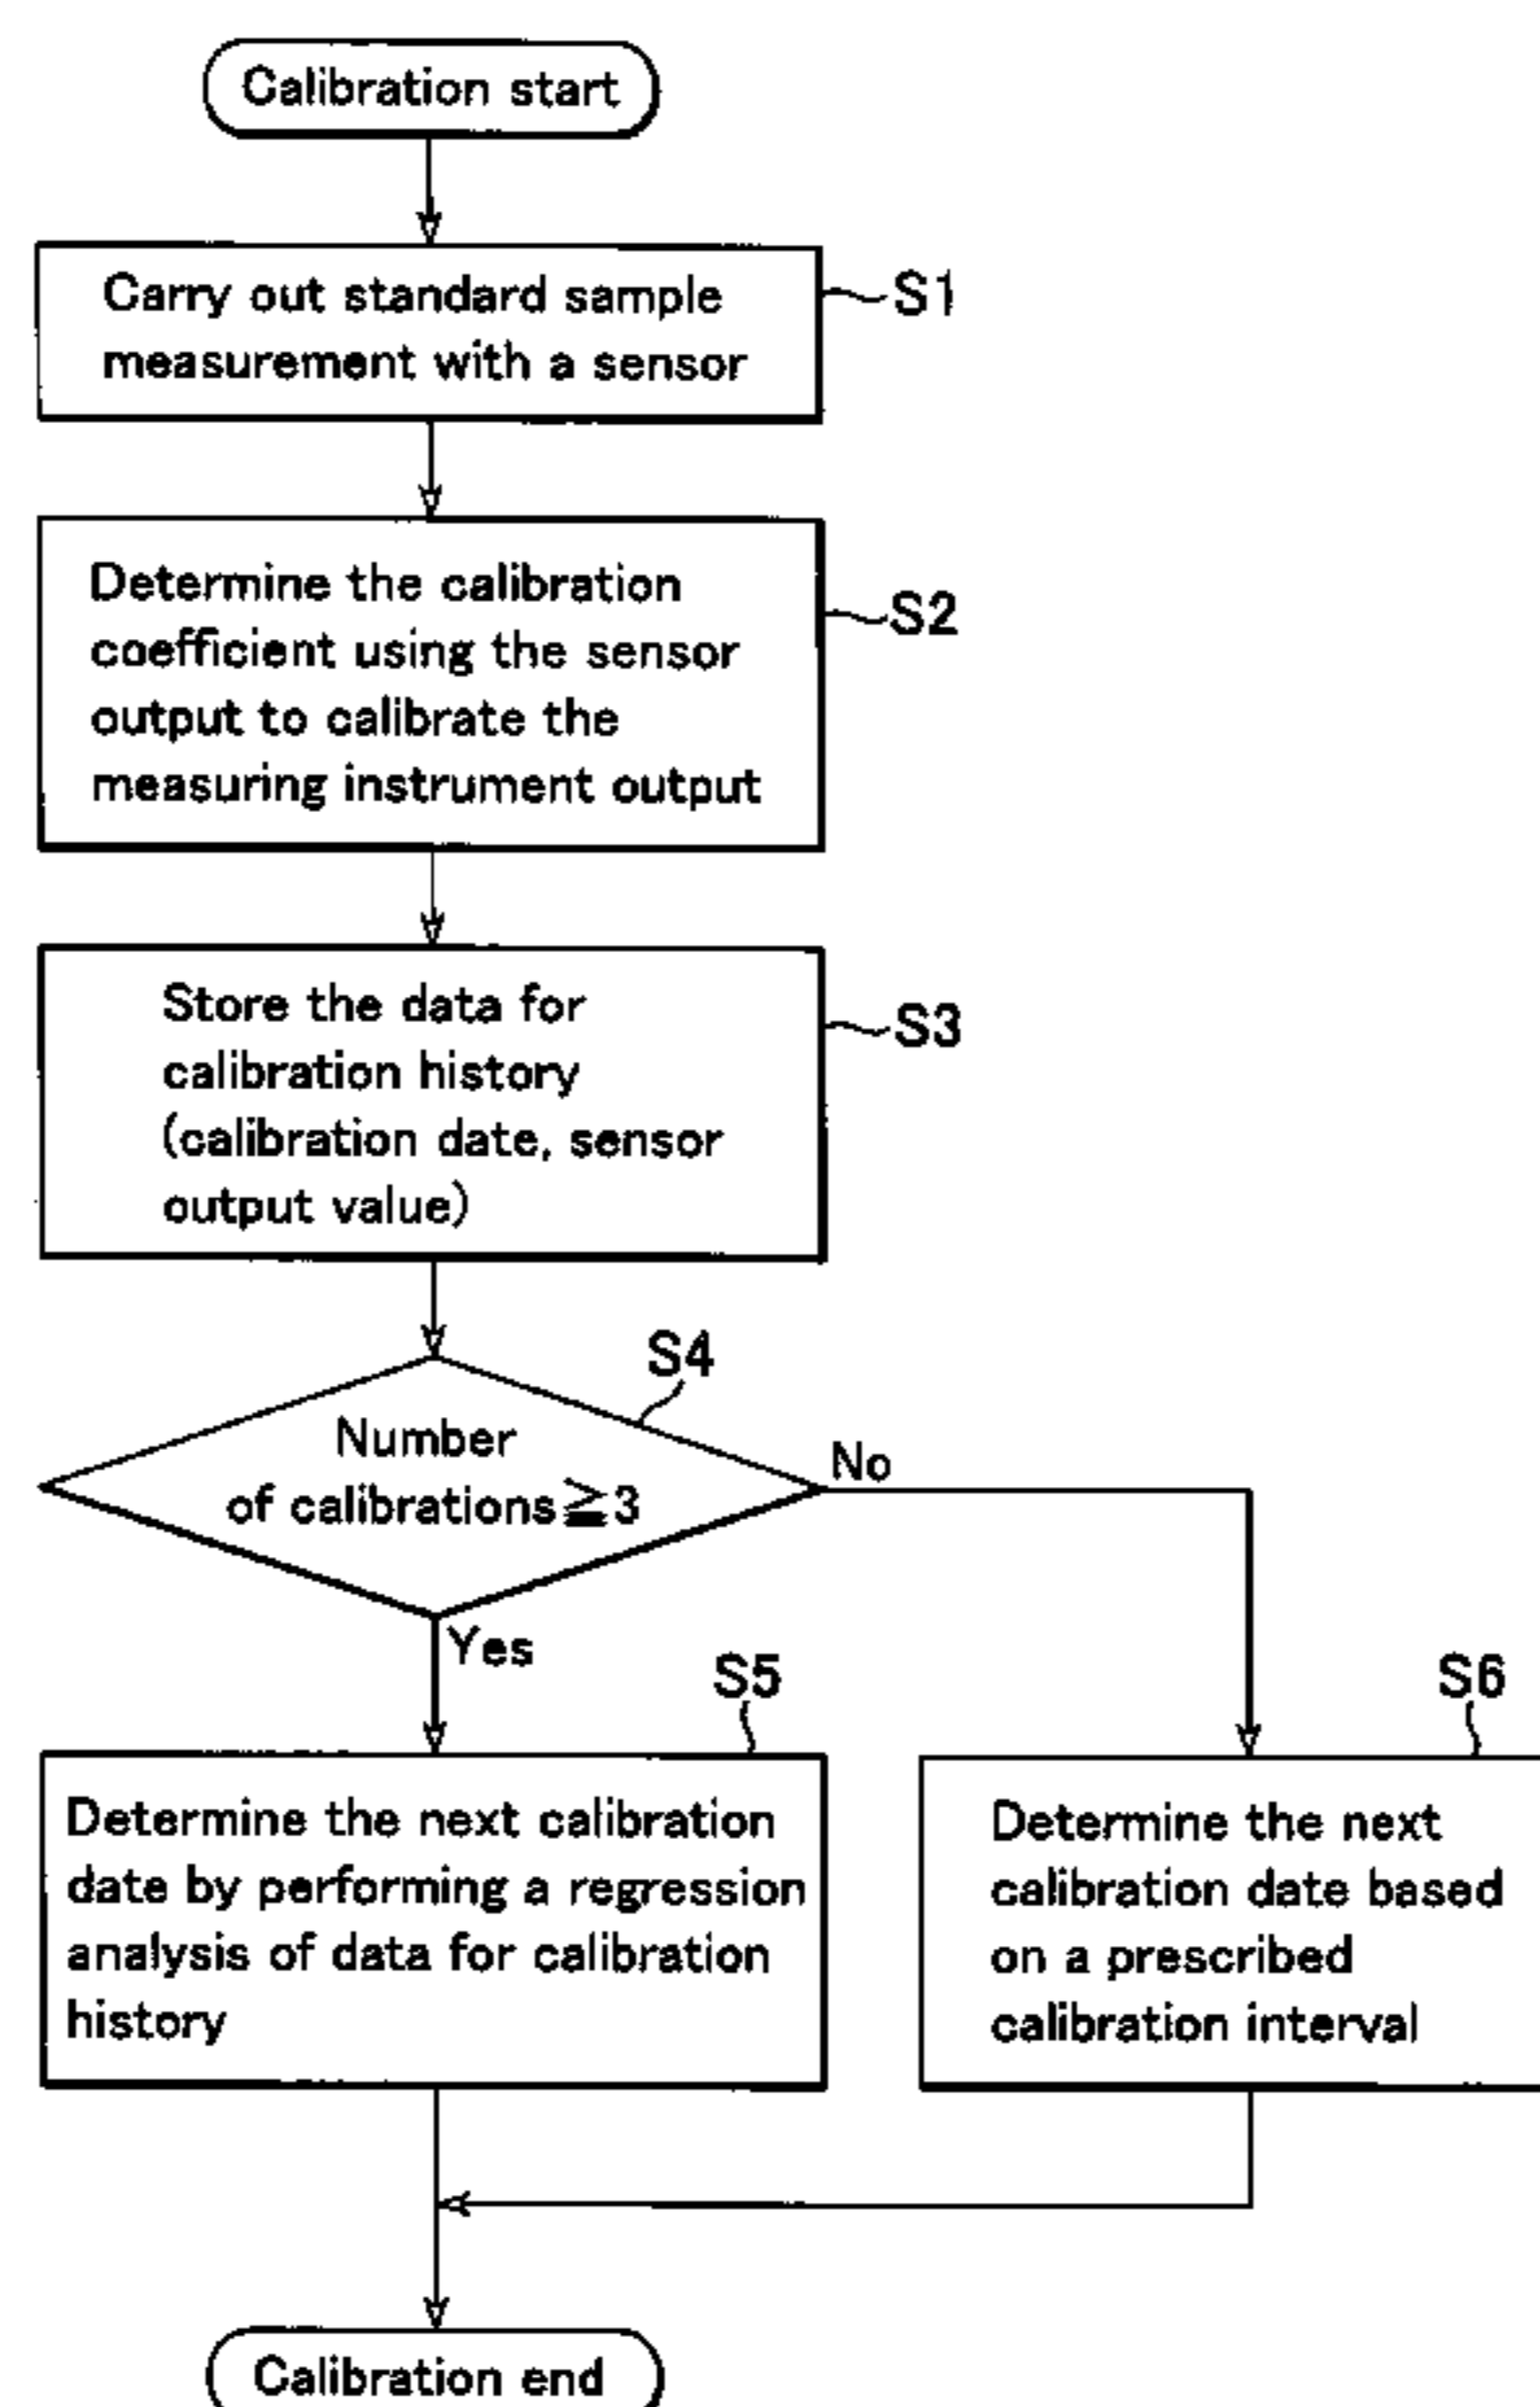 Calibration start
Carry out standard sample
measurement with a sensor
S1
Determine the calibration
coefficient using the sensor
output to calibrate the
measuring instrument output
S2
Store the data for
calibration history
(calibration date, sensor
output value)
S3
S4
Number
of calibrations≧3
No
Yes
S5
Determine the next calibration
date by performing a regression
analysis of data for calibration
history
S6
Determine the next
calibration date based
on a prescribed
calibration interval
Calibration end